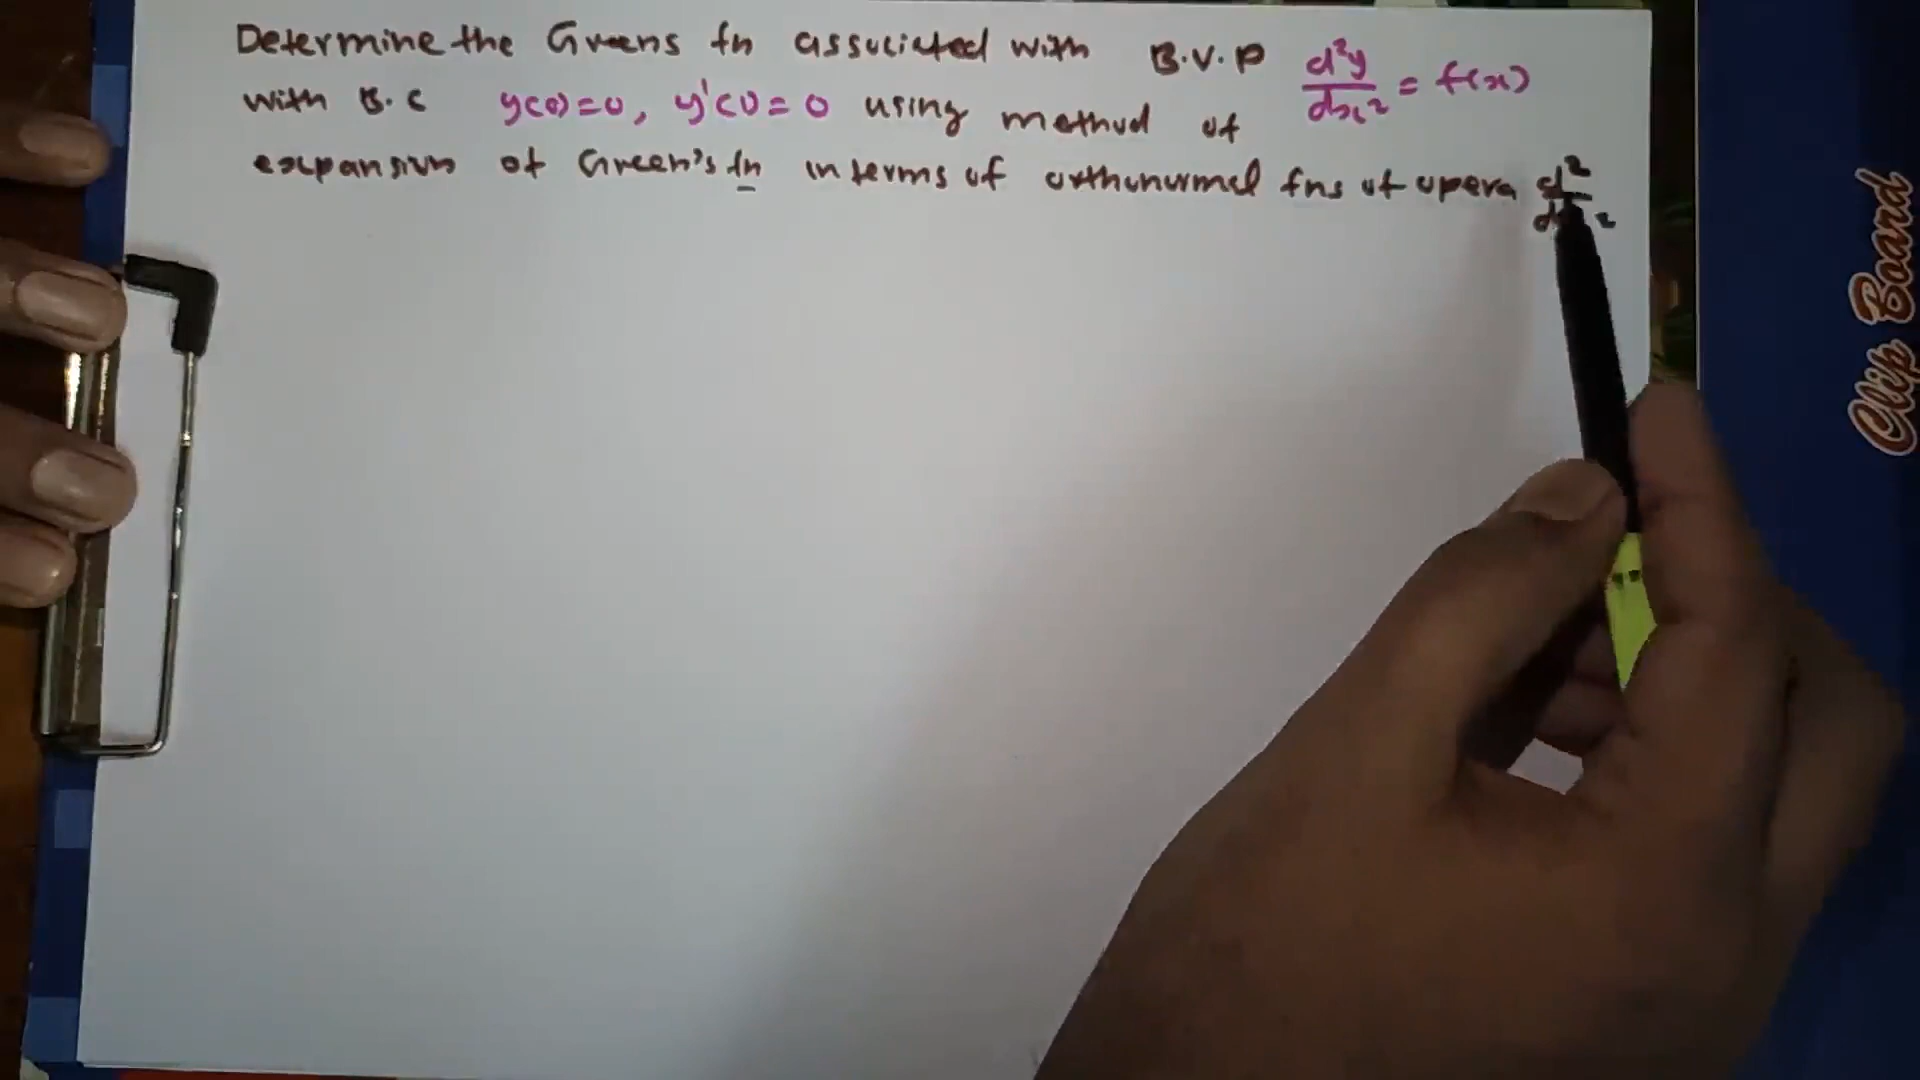 Determine the Greens fn associated with B.V.P d²y/dx² = f(x)
with B.C y(0)=0, y'(1)=0 using method of
expansion of Green's fn in terms of orthonormal fns of opera d²/dx²
Clip Board